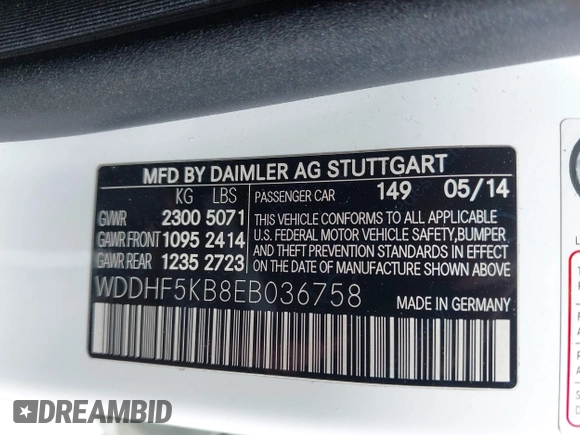 MFD BY DAIMLER AG STUTTGART
KG LBS PASSENGER CAR 149 05/14
GVWR 2300 5071
GAWR FRONT 1095 2414
GAWR REAR 1235 2723
THIS VEHICLE CONFORMS TO ALL APPLICABLE
U.S. FEDERAL MOTOR VEHICLE SAFETY,BUMPER
AND THEFT PREVENTION STANDARDS IN EFFECT
ON THE DATE OF MANUFACTURE SHOWN ABOVE
WDDHF5KB8EB036758 MADE IN GERMANY
DREAMBID